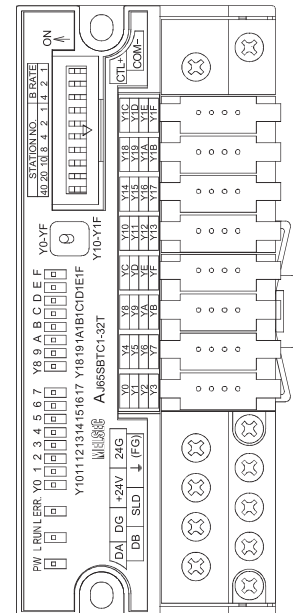 PW L RUN L ERR. Y0 1 2 3 4 5 6 7 Y8 9 A B C D E F
Y10 11 12 13 14 15 16 17 Y18 19 1A 1B 1C 1D 1E 1F
Y0-YF
Y10-Y1F
STATION NO. B RATE
40 20 10 8 4 2 1 4 2 1
ON
MELSEC AJ65SBTC1-32T
DA DG +24V 24G
DB SLD (FG)
Y0 Y4 Y8 YC Y10 Y14 Y18 Y1C CTL+
Y1 Y5 Y9 YD Y11 Y15 Y19 Y1D COM-
Y2 Y6 YA YE Y12 Y16 Y1A Y1E
Y3 Y7 YB YF Y13 Y17 Y1B Y1F